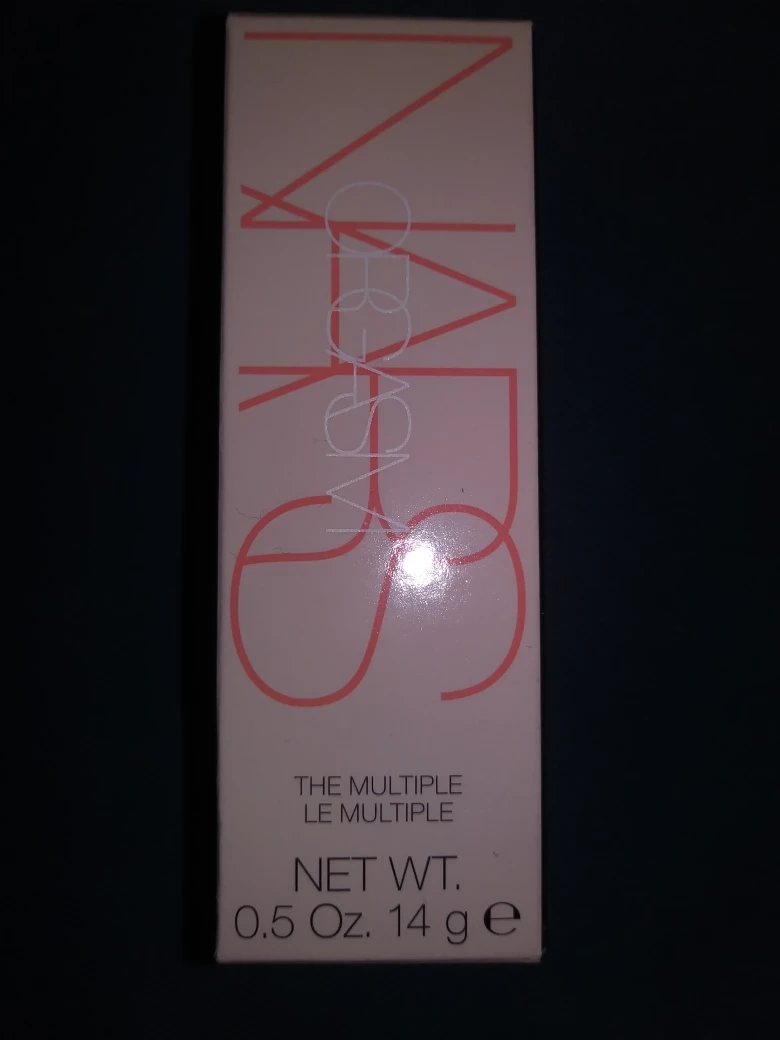 NARS
ORGASM
THE MULTIPLE
LE MULTIPLE
NET WT.
0.5 Oz. 14 g ℮